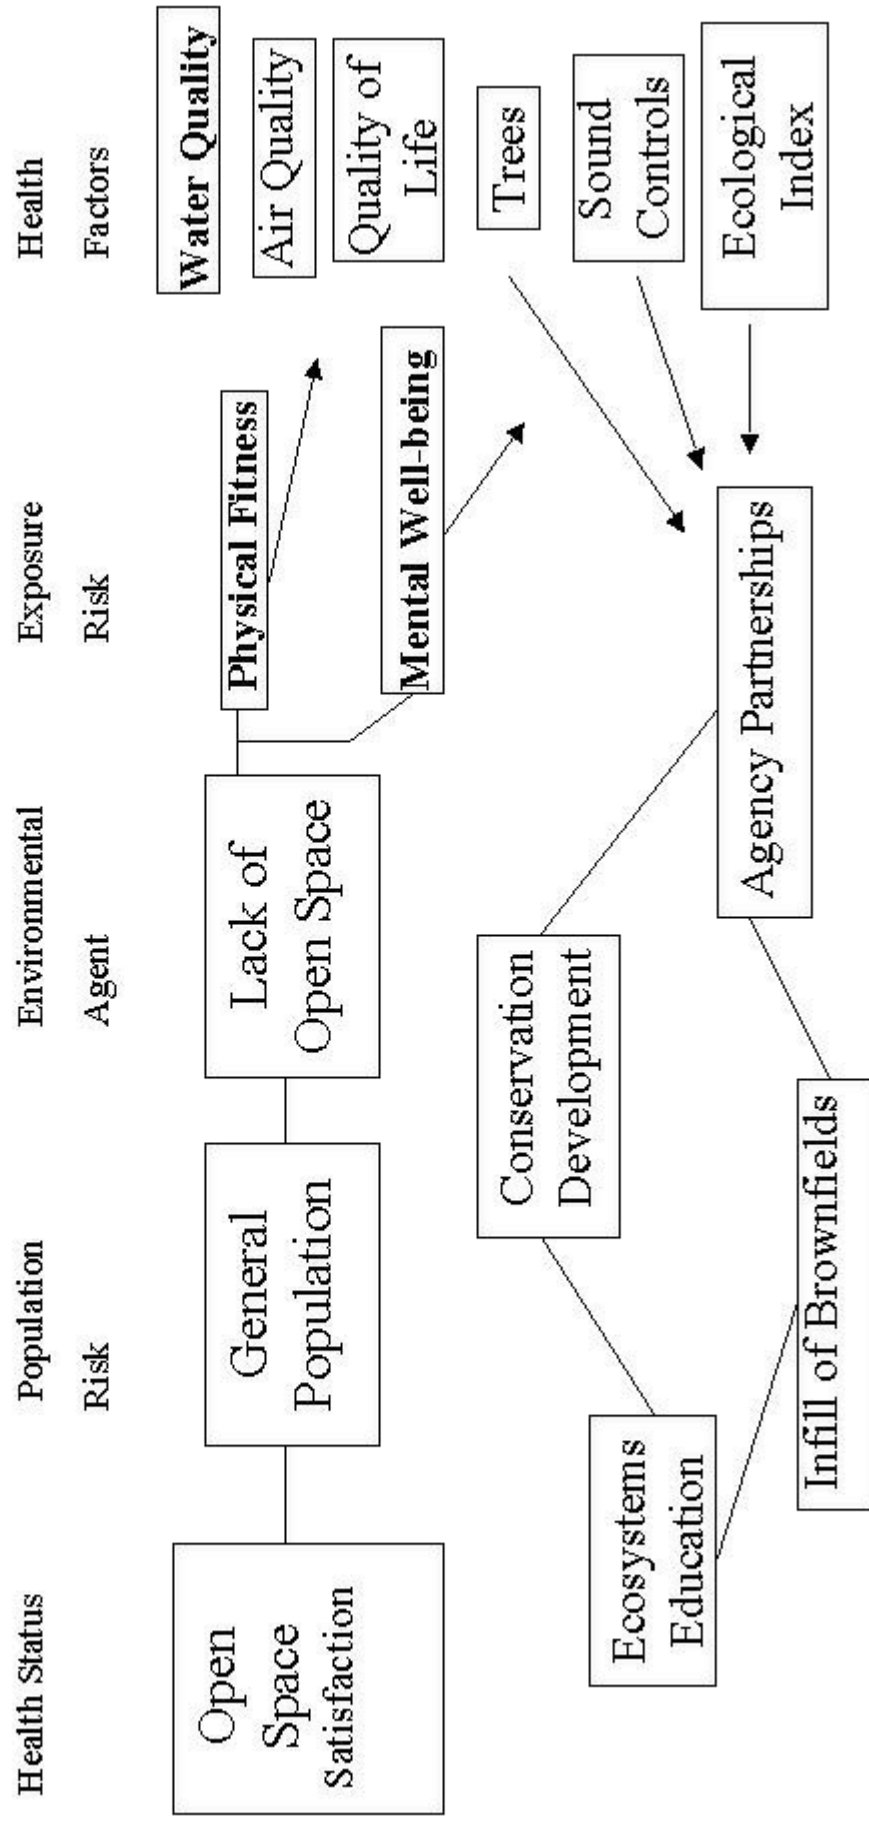 Health Status
Population
Risk
Environmental
Agent
Exposure
Risk
Health
Factors
Open
Space
Satisfaction
General
Population
Lack of
Open Space
Physical Fitness
Mental Well-being
Water Quality
Air Quality
Quality of
Life
Trees
Sound
Controls
Ecological
Index
Ecosystems
Education
Conservation
Development
Infill of Brownfields
Agency Partnerships